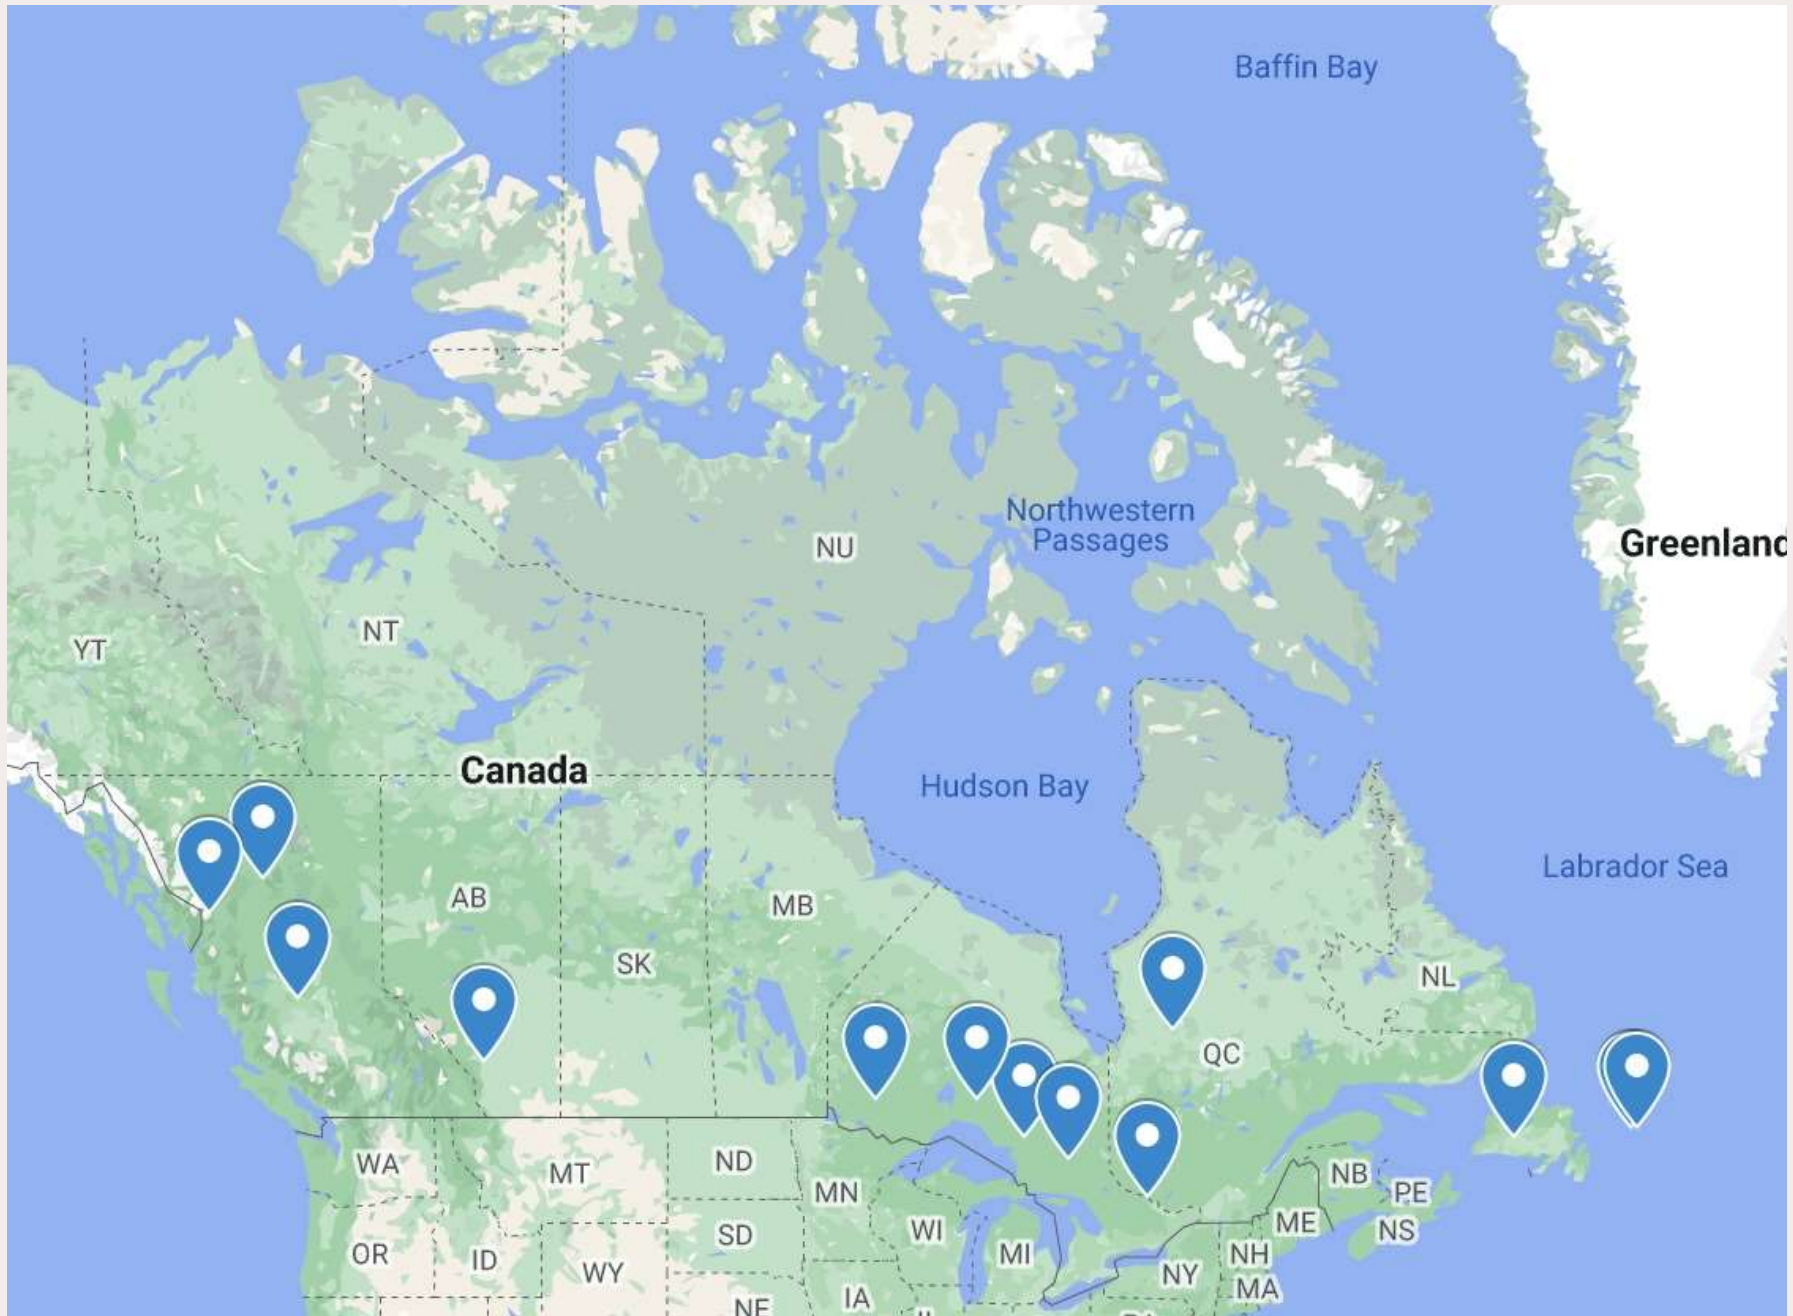 Baffin Bay
Northwestern
Passages
Greenland
NU
NT
YT
Canada
Hudson Bay
Labrador Sea
AB
MB
SK
NL
QC
WA
MT
ND
MN
NB
PE
OR
ID
SD
WI
MI
ME
NS
WY
NY
NH
MA
IA
NE